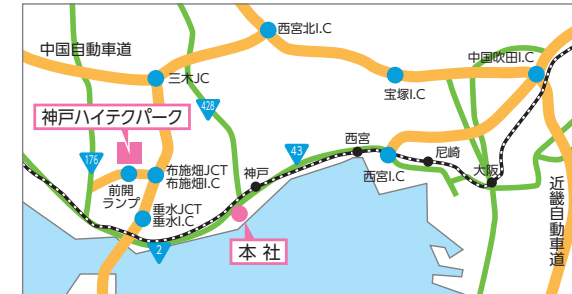 西宮北I.C
中国自動車道
中国吹田I.C
三木JC
宝塚I.C
428
神戸ハイテクパーク
43
西宮
尼崎
176
布施畑JCT
布施畑I.C
神戸
西宮I.C
大阪
前開
ランプ
近畿自動車道
垂水JCT
垂水I.C
2
本社